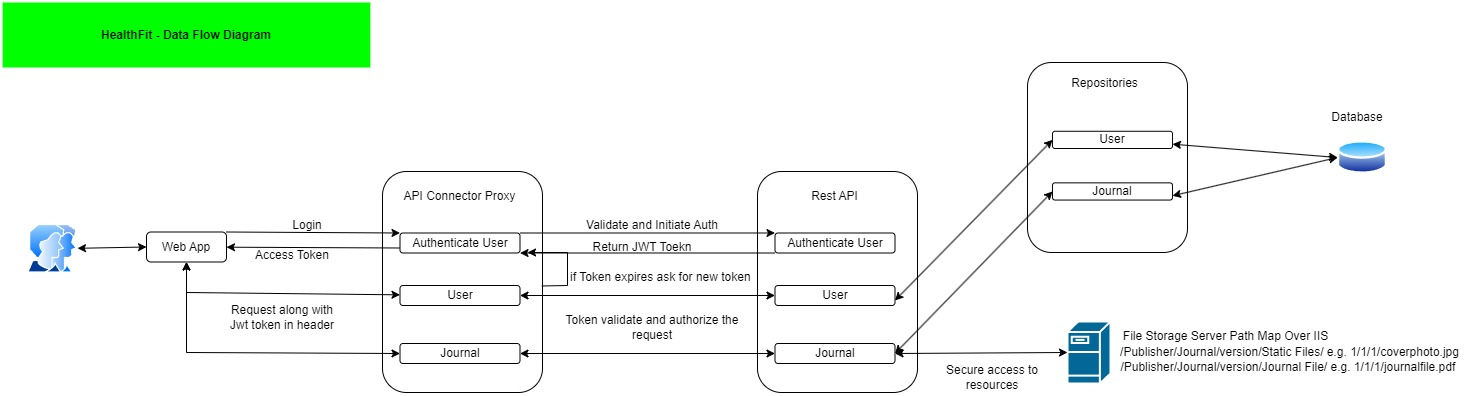 HealthFit - Data Flow Diagram
Repositories
User
Journal
Database
API Connector Proxy
Rest API
Login
Validate and Initiate Auth
Web App
Authenticate User
Authenticate User
Access Token
Return JWT Toekn
if Token expires ask for new token
User
User
Request along with
Jwt token in header
Token validate and authorize the
request
Journal
Journal
Secure access to
resources
File Storage Server Path Map Over IIS
/Publisher/Journal/version/Static Files/ e.g. 1/1/1/coverphoto.jpg
/Publisher/Journal/version/Journal File/ e.g. 1/1/1/journalfile.pdf